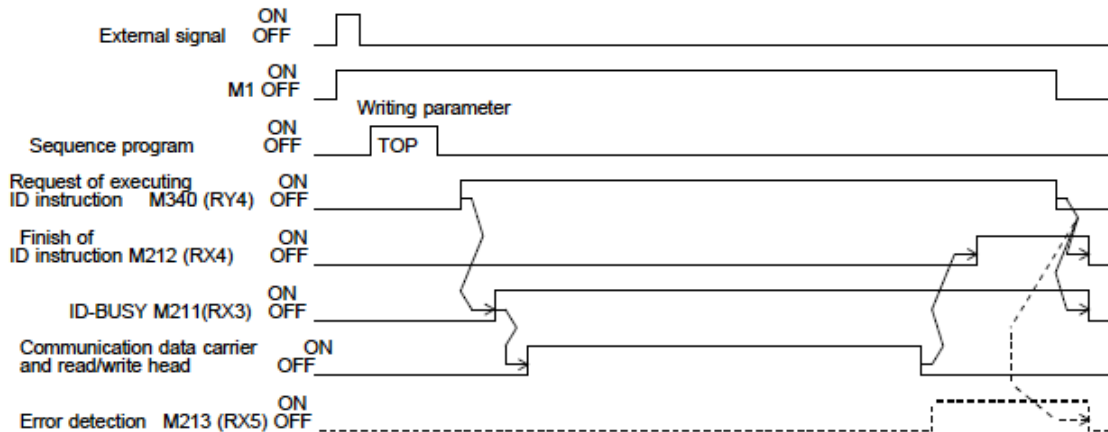 ON
External signal OFF
ON
M1 OFF
Writing parameter
ON
Sequence program OFF TOP
Request of executing ON
ID instruction M340 (RY4) OFF
Finish of ON
ID instruction M212 (RX4) OFF
ON
ID-BUSY M211(RX3) OFF
Communication data carrier ON
and read/write head OFF
ON
Error detection M213 (RX5) OFF